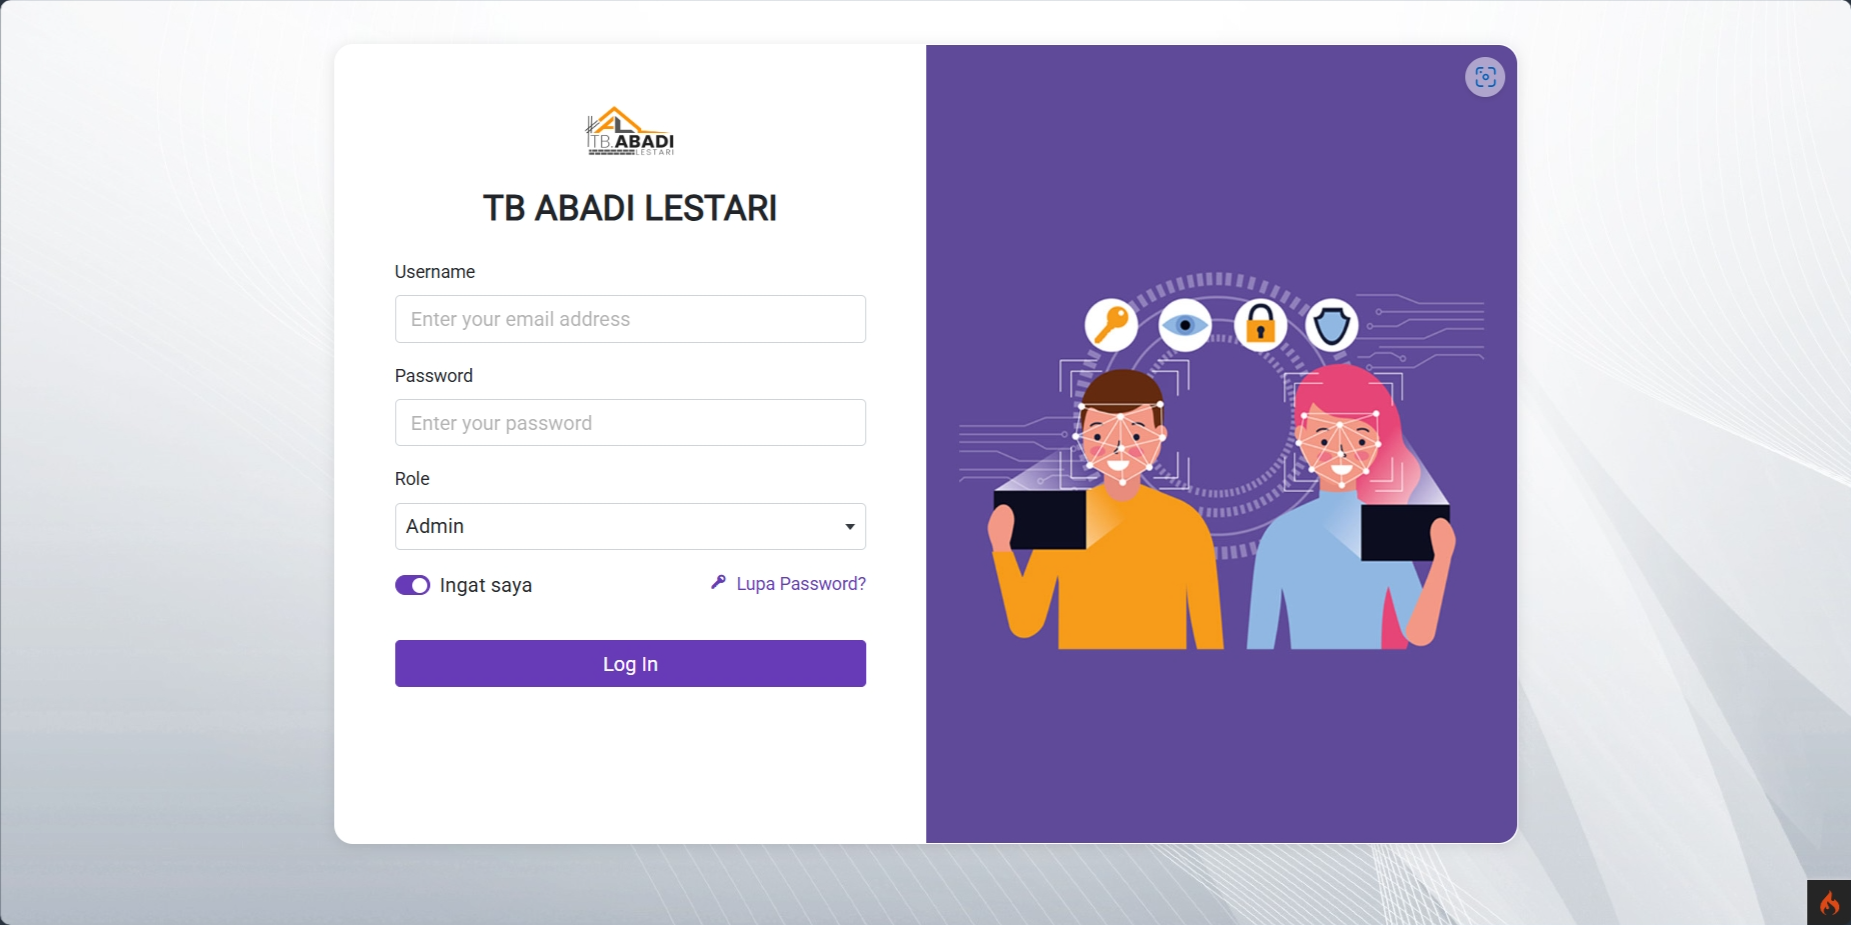 AL
TB.ABADI
LESTARI
TB ABADI LESTARI
Username
Enter your email address
Password
Enter your password
Role
Admin
Ingat saya
Lupa Password?
Log In